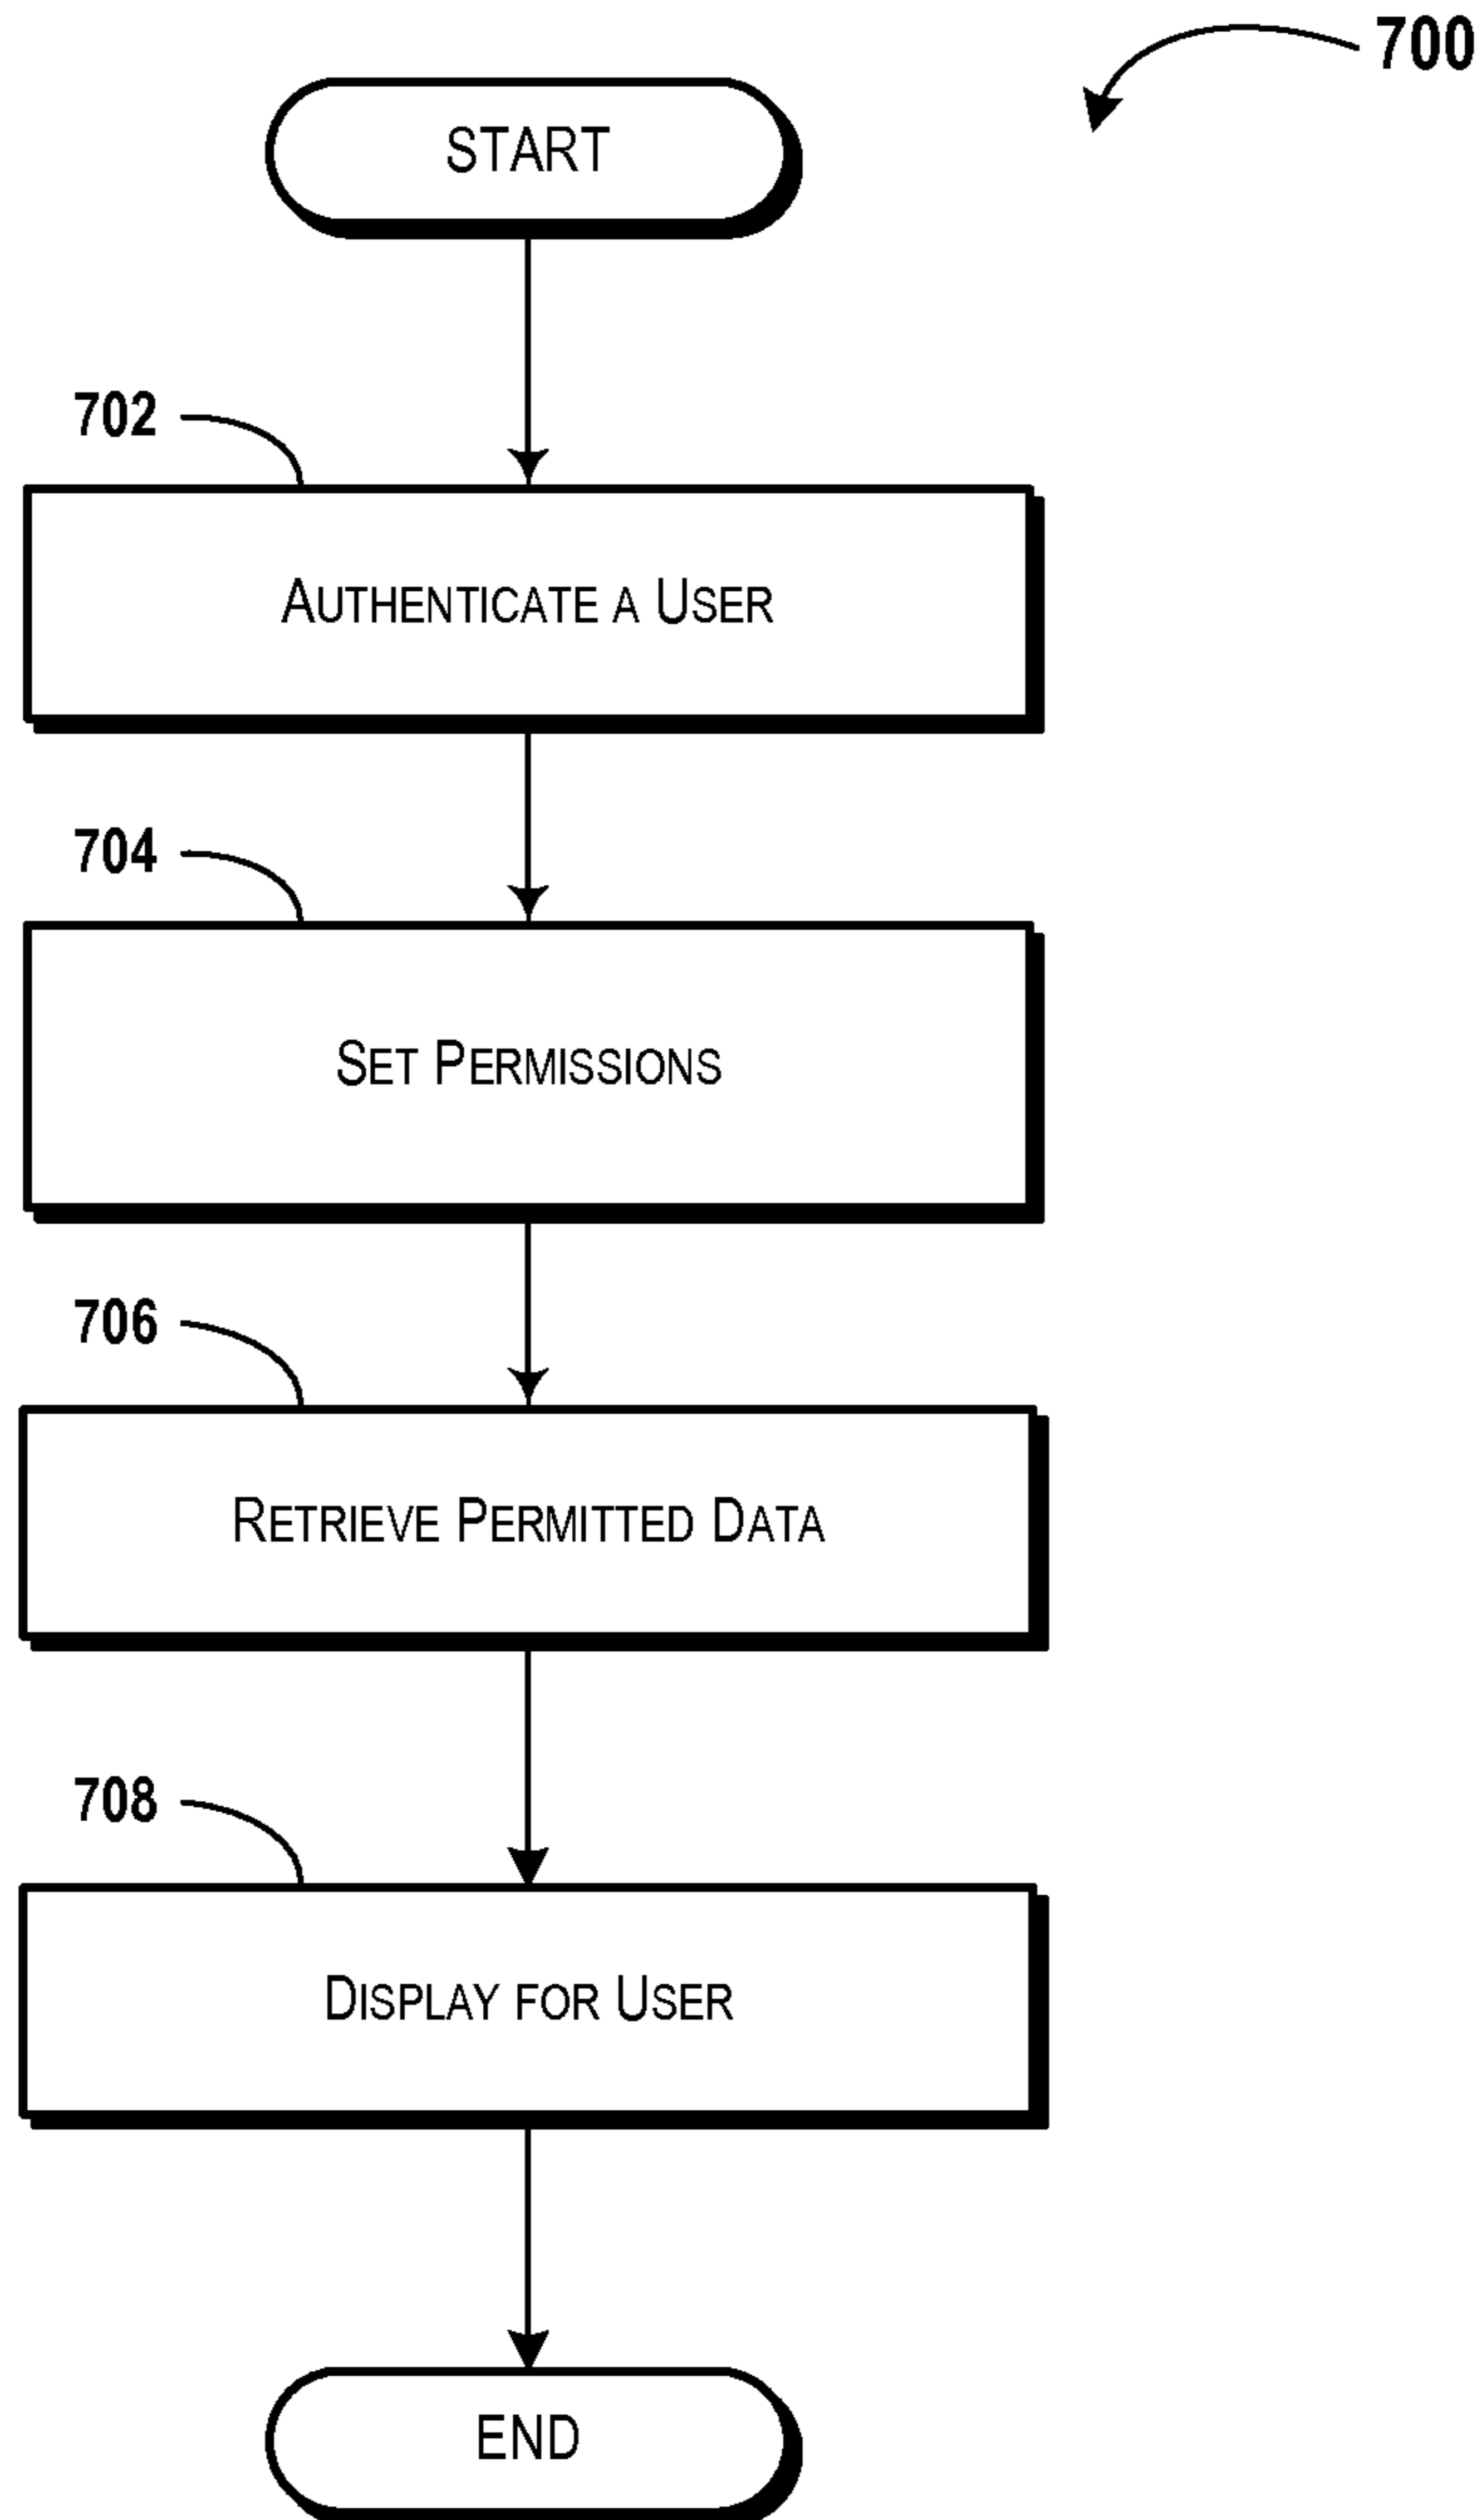 700
START
702
AUTHENTICATE A USER
704
SET PERMISSIONS
706
RETRIEVE PERMITTED DATA
708
DISPLAY FOR USER
END